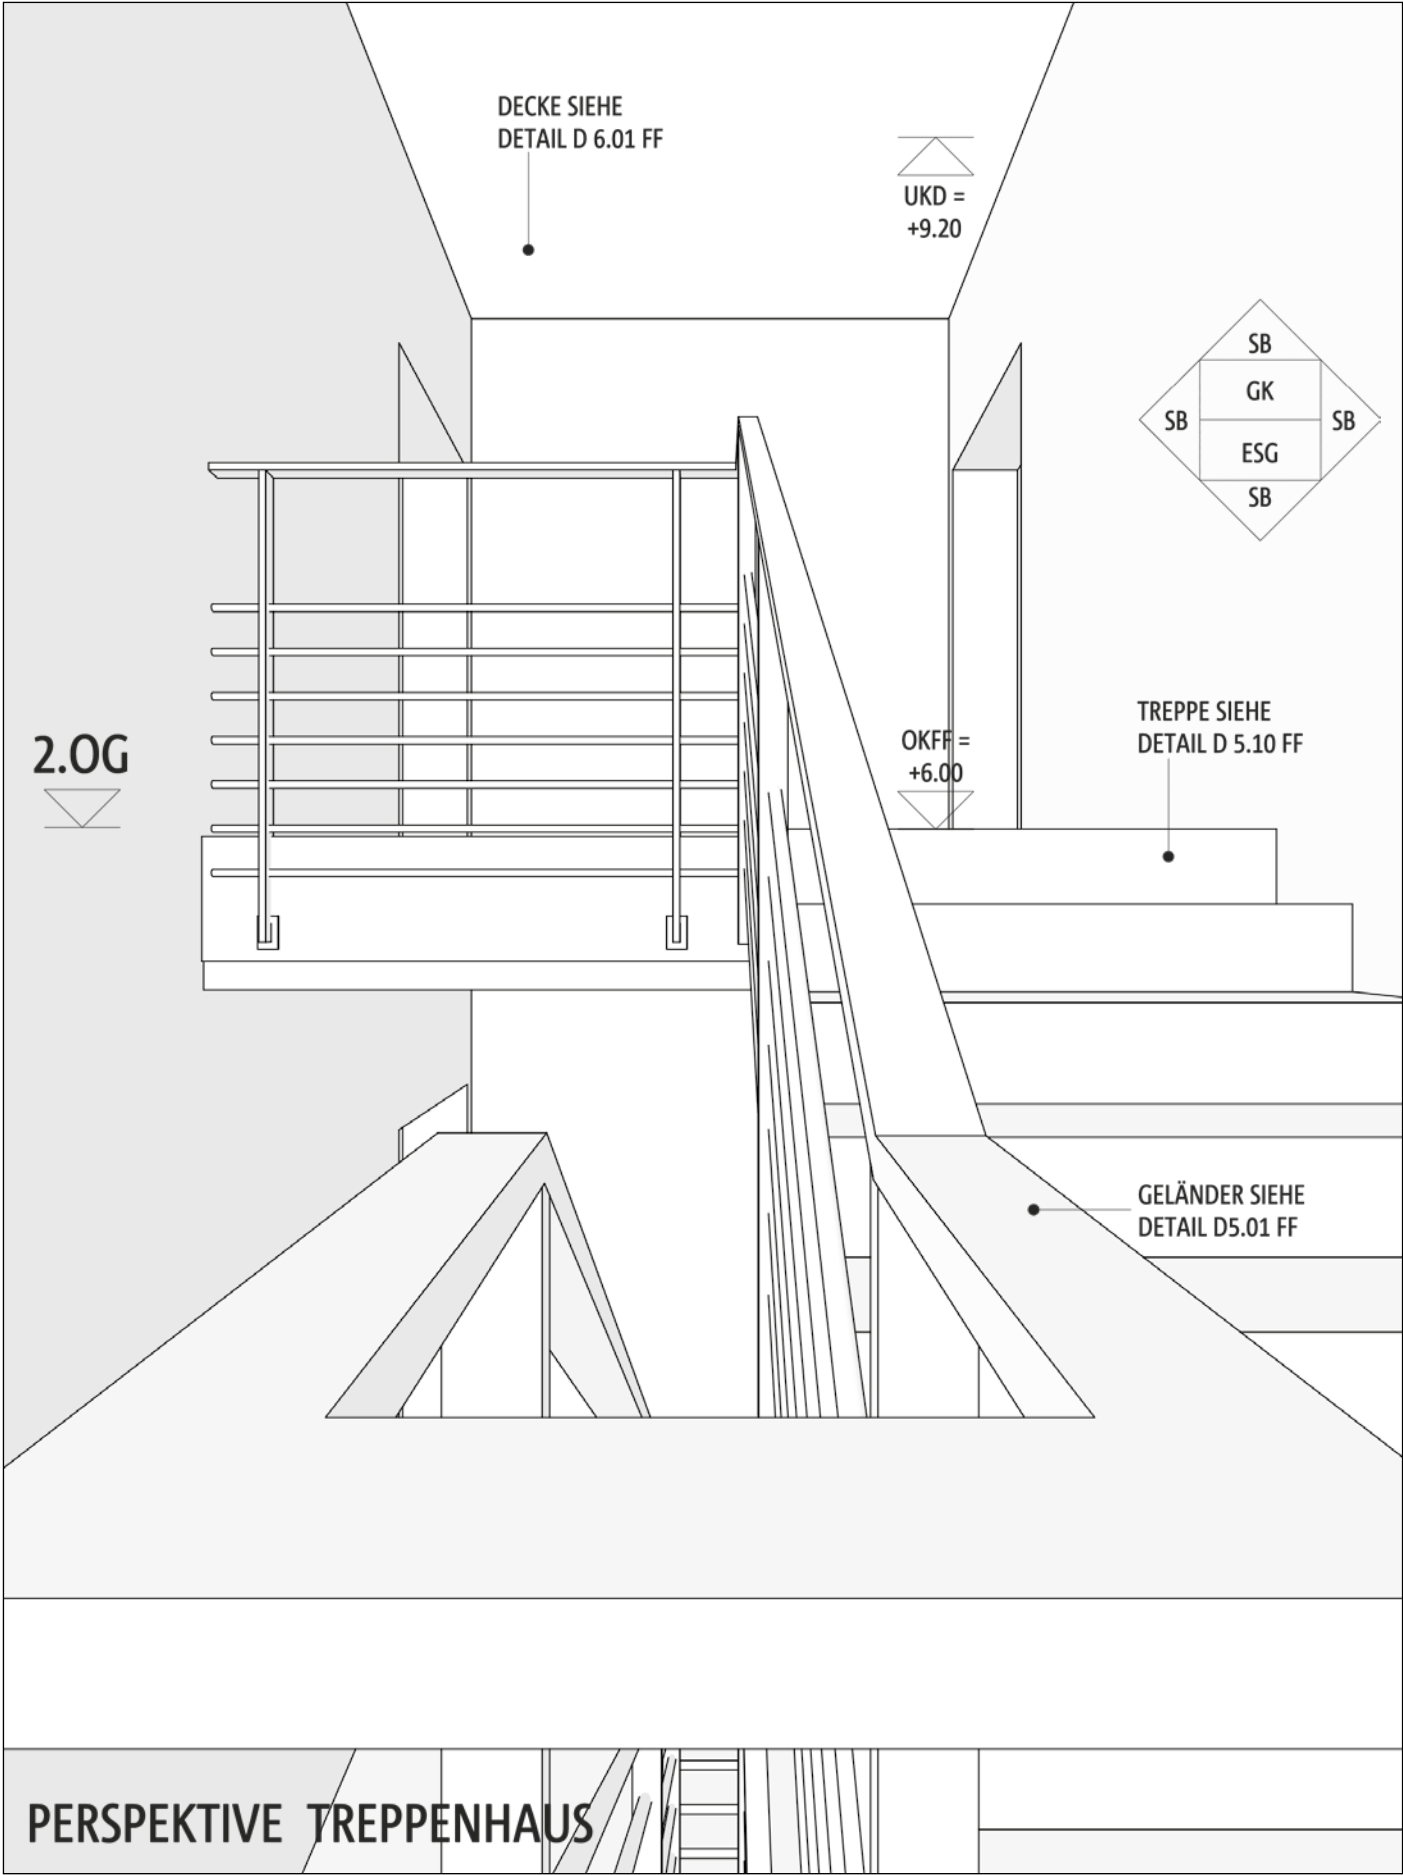 DECKE SIEHE
DETAIL D 6.01 FF
UKD =
+9.20
SB
GK
SB
SB
ESG
SB
2.OG
OKFF =
+6.00
TREPPE SIEHE
DETAIL D 5.10 FF
GELÄNDER SIEHE
DETAIL D5.01 FF
PERSPEKTIVE TREPPENHAUS